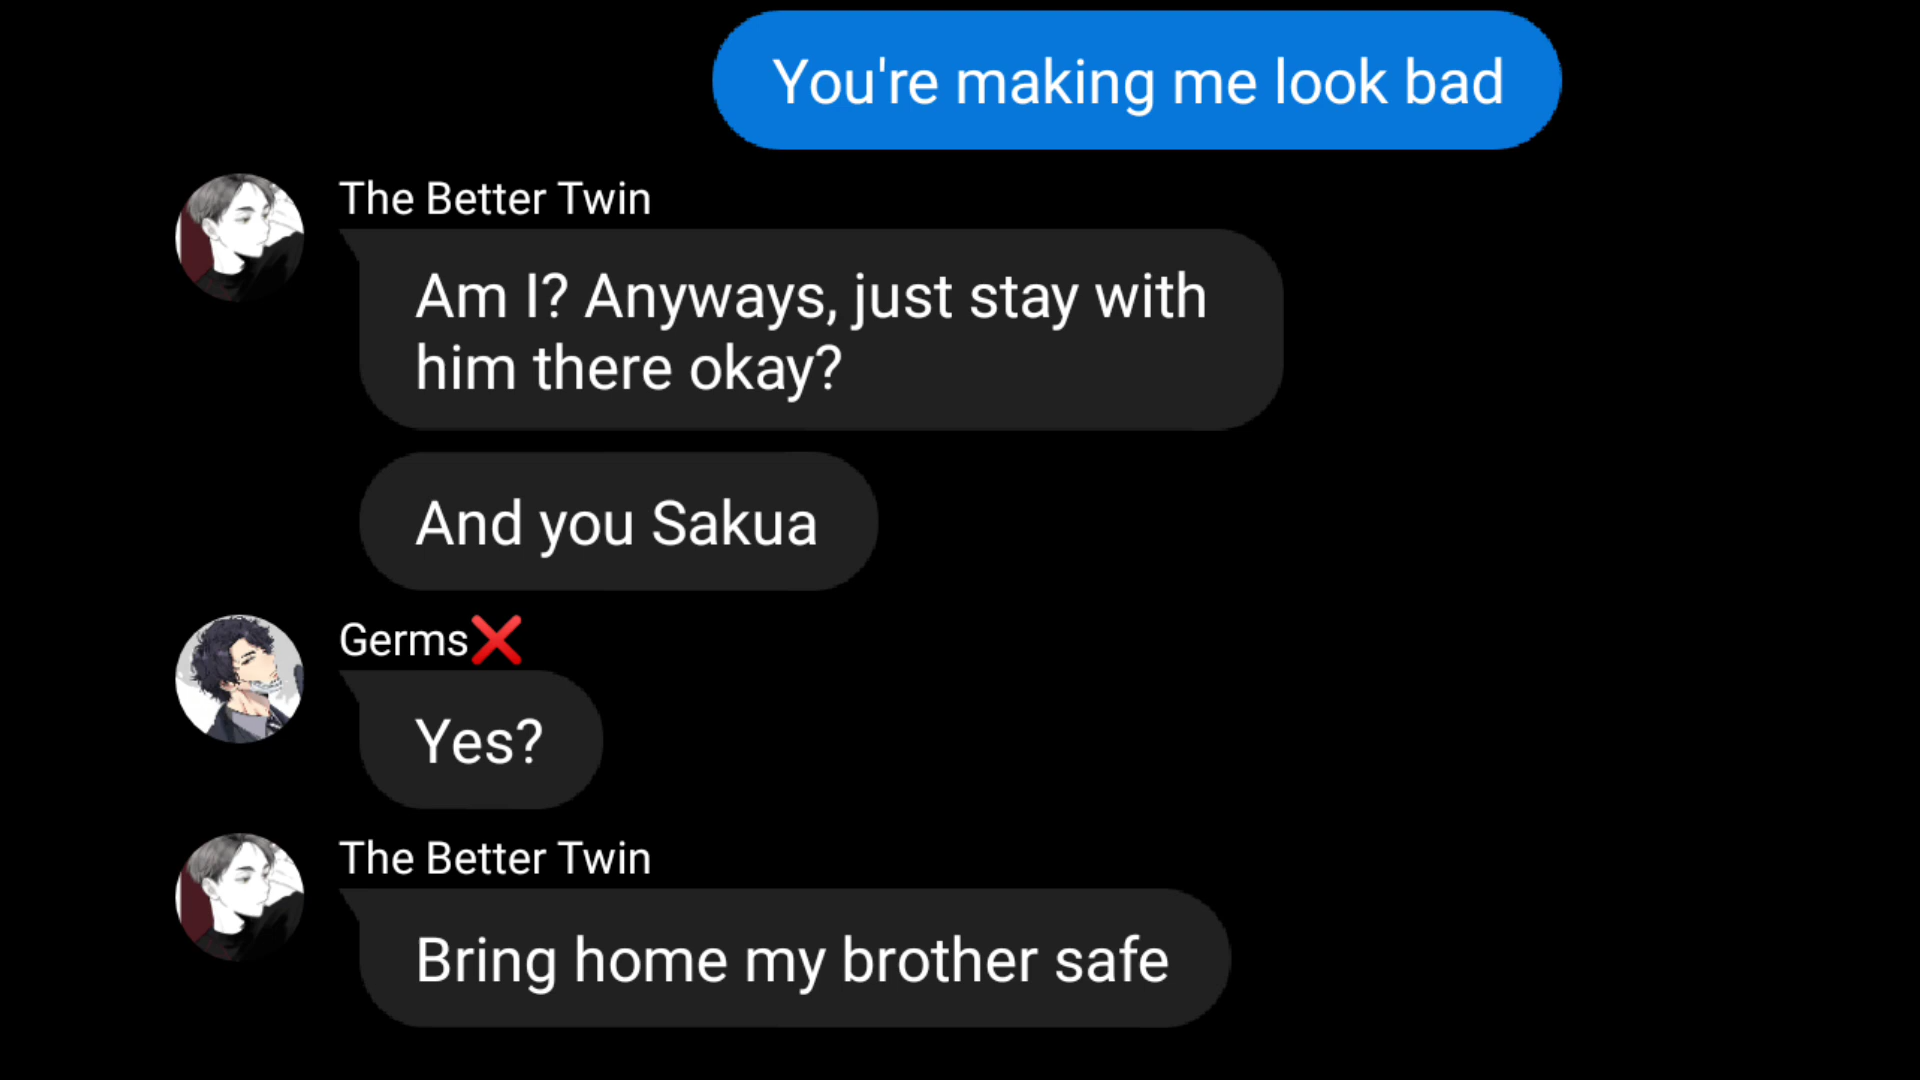 You're making me look bad
The Better Twin
Am I? Anyways, just stay with
him there okay?
And you Sakua
Germs❌
Yes?
The Better Twin
Bring home my brother safe